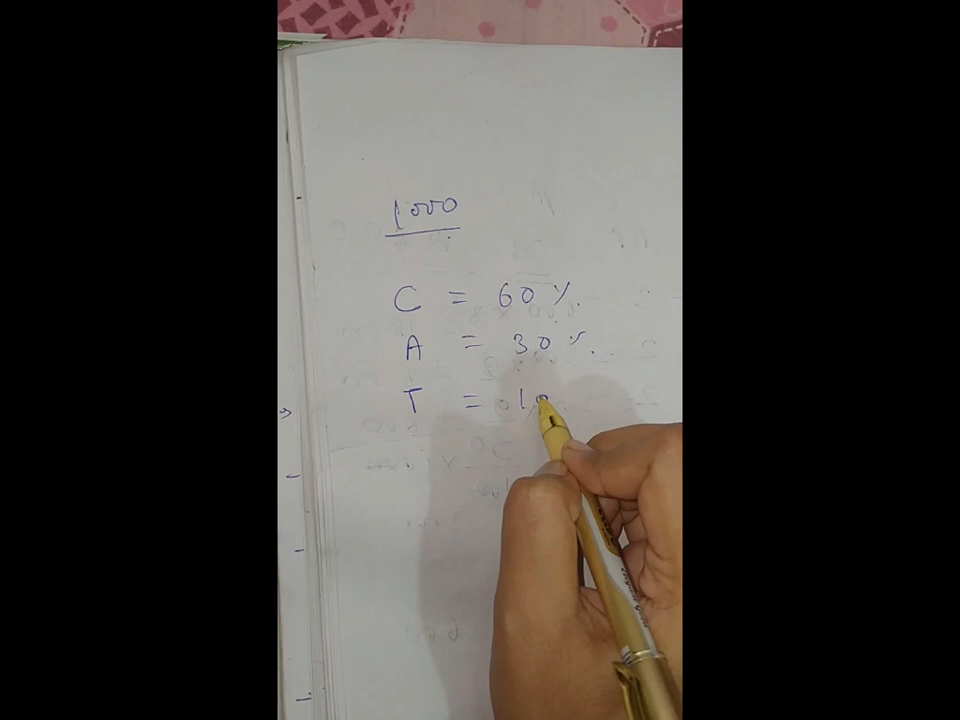 1000
C = 60 %.
A = 30 %.
T = 10